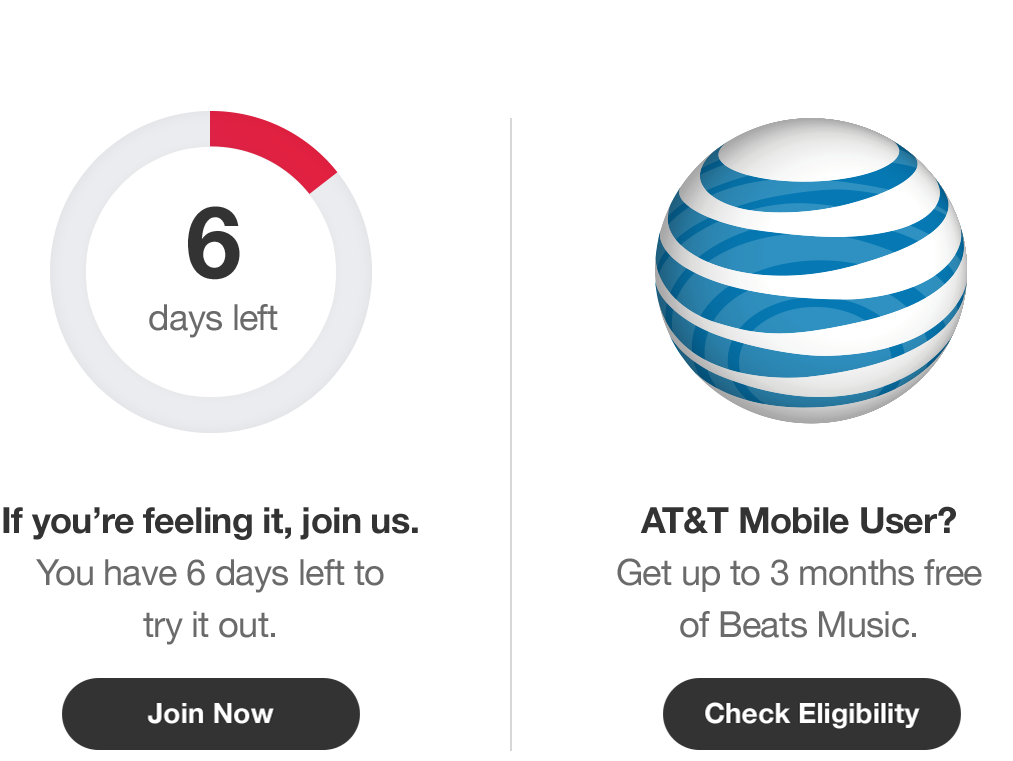 6
days left
If you’re feeling it, join us.
You have 6 days left to
try it out.
Join Now
AT&T Mobile User?
Get up to 3 months free
of Beats Music.
Check Eligibility